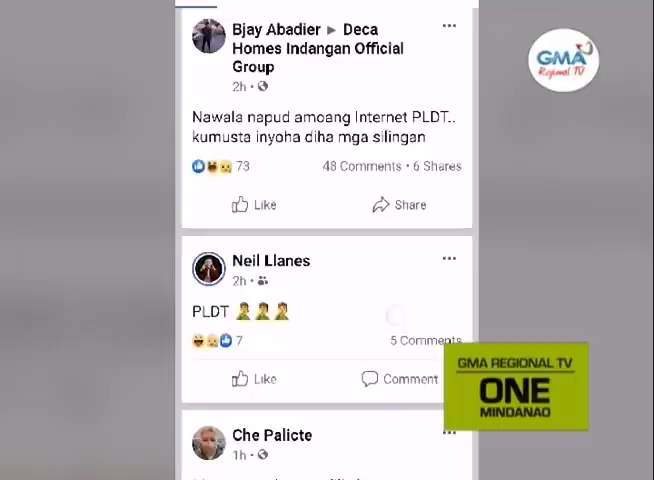 Bjay Abadier ▸ Deca
Homes Indangan Official
Group
2h •
Nawala napud amoang Internet PLDT..
kumusta inyoha diha mga silingan
73
48 Comments • 6 Shares
Like
Share
Neil Llanes
2h •
PLDT 🤦🤦🤦
7
5 Comments
Like
Comment
Che Palicte
1h •
GMA
Regional TV
GMA REGIONAL TV
ONE
MINDANAO